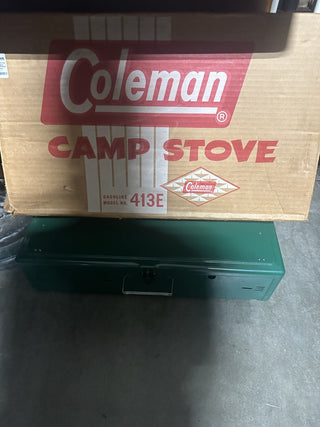 Coleman
®
CAMP STOVE
GASOLINE
MODEL NO. 413E
Coleman